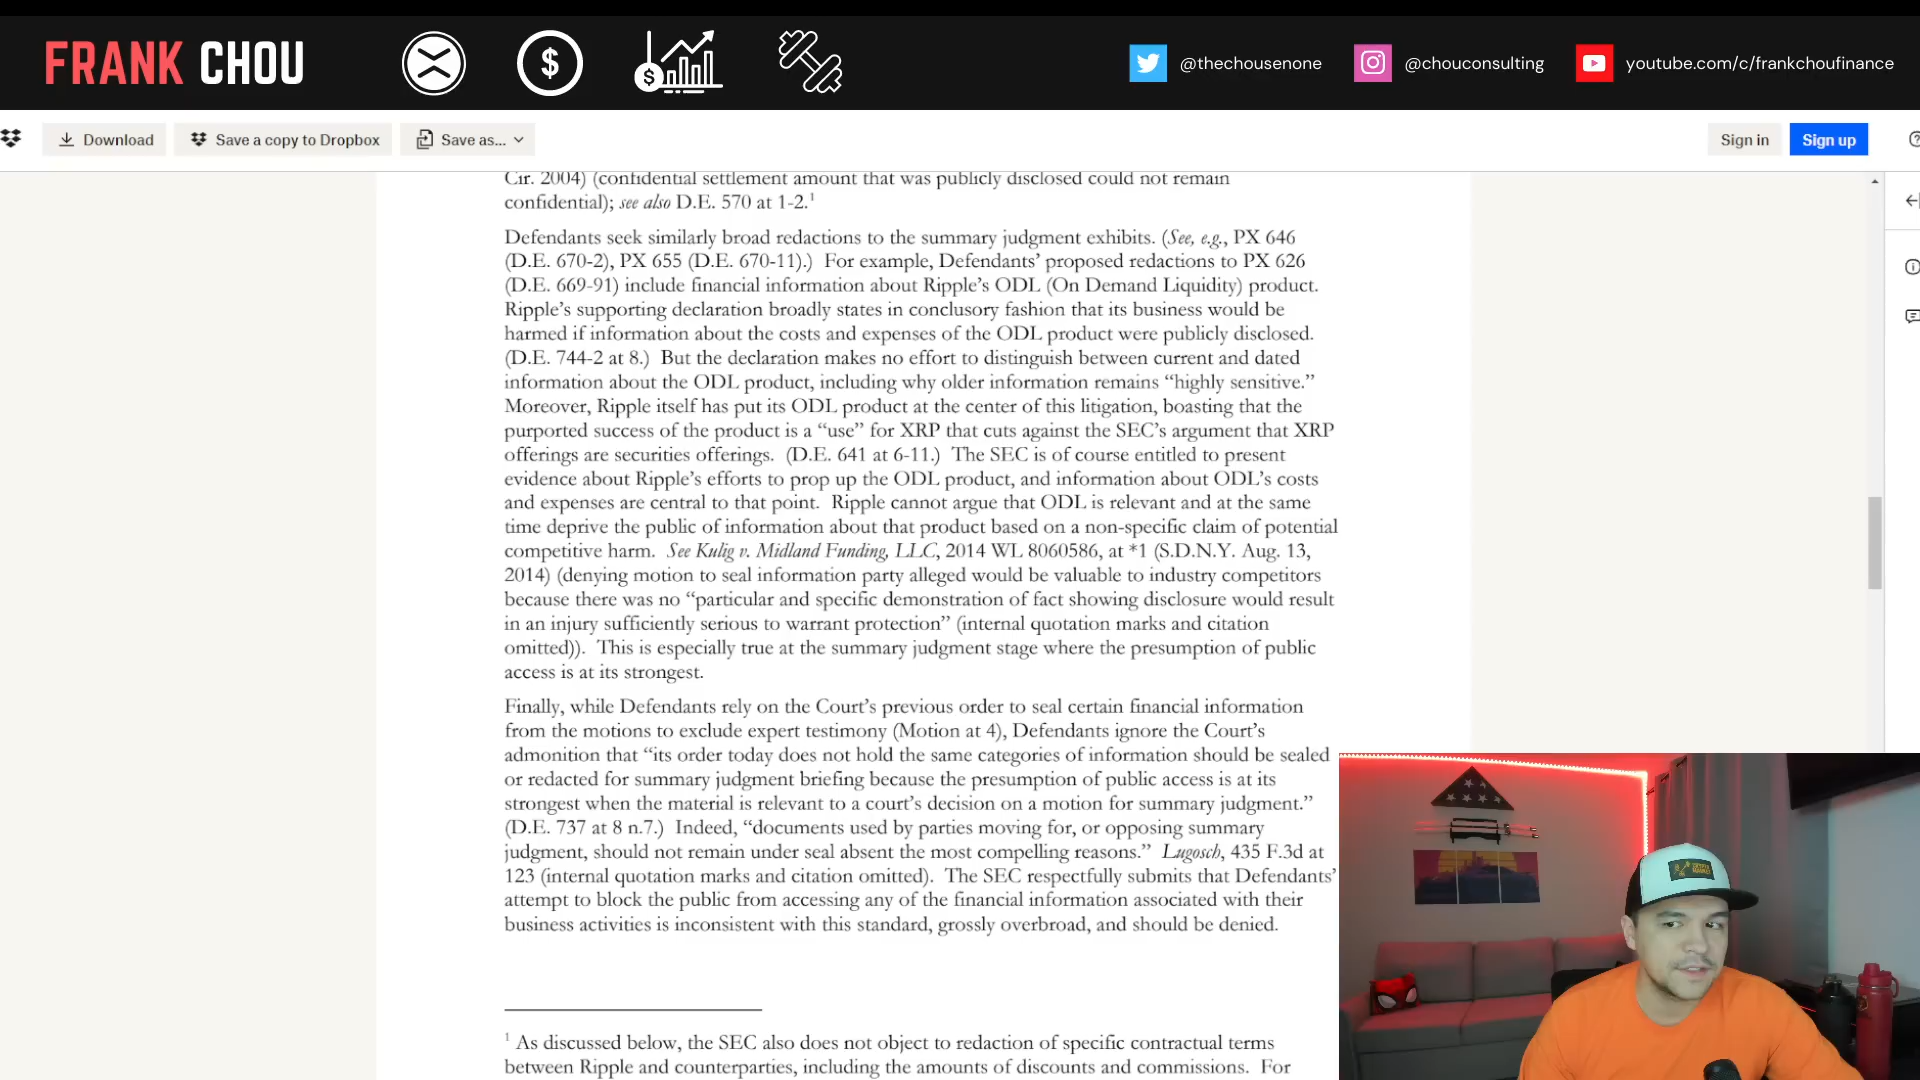 FRANK CHOU
@thechousenone
@chouconsulting
youtube.com/c/frankchoufinance
Download
Save a copy to Dropbox
Save as...
Sign in
Sign up
Cir. 2004) (confidential settlement amount that was publicly disclosed could not remain
confidential); see also D.E. 570 at 1-2.1
Defendants seek similarly broad redactions to the summary judgment exhibits. (See, e.g., PX 646
(D.E. 670-2), PX 655 (D.E. 670-11).) For example, Defendants’ proposed redactions to PX 626
(D.E. 669-91) include financial information about Ripple’s ODL (On Demand Liquidity) product.
Ripple’s supporting declaration broadly states in conclusory fashion that its business would be
harmed if information about the costs and expenses of the ODL product were publicly disclosed.
(D.E. 744-2 at 8.) But the declaration makes no effort to distinguish between current and dated
information about the ODL product, including why older information remains “highly sensitive.”
Moreover, Ripple itself has put its ODL product at the center of this litigation, boasting that the
purported success of the product is a “use” for XRP that cuts against the SEC’s argument that XRP
offerings are securities offerings. (D.E. 641 at 6-11.) The SEC is of course entitled to present
evidence about Ripple’s efforts to prop up the ODL product, and information about ODL’s costs
and expenses are central to that point. Ripple cannot argue that ODL is relevant and at the same
time deprive the public of information about that product based on a non-specific claim of potential
competitive harm. See Kulig v. Midland Funding, LLC, 2014 WL 8060586, at *1 (S.D.N.Y. Aug. 13,
2014) (denying motion to seal information party alleged would be valuable to industry competitors
because there was no “particular and specific demonstration of fact showing disclosure would result
in an injury sufficiently serious to warrant protection” (internal quotation marks and citation
omitted)). This is especially true at the summary judgment stage where the presumption of public
access is at its strongest.
Finally, while Defendants rely on the Court’s previous order to seal certain financial information
from the motions to exclude expert testimony (Motion at 4), Defendants ignore the Court’s
admonition that “its order today does not hold the same categories of information should be sealed
or redacted for summary judgment briefing because the presumption of public access is at its
strongest when the material is relevant to a court’s decision on a motion for summary judgment.”
(D.E. 737 at 8 n.7.) Indeed, “documents used by parties moving for, or opposing summary
judgment, should not remain under seal absent the most compelling reasons.” Lugosch, 435 F.3d at
123 (internal quotation marks and citation omitted). The SEC respectfully submits that Defendants’
attempt to block the public from accessing any of the financial information associated with their
business activities is inconsistent with this standard, grossly overbroad, and should be denied.
1 As discussed below, the SEC also does not object to redaction of specific contractual terms
between Ripple and counterparties, including the amounts of discounts and commissions. For